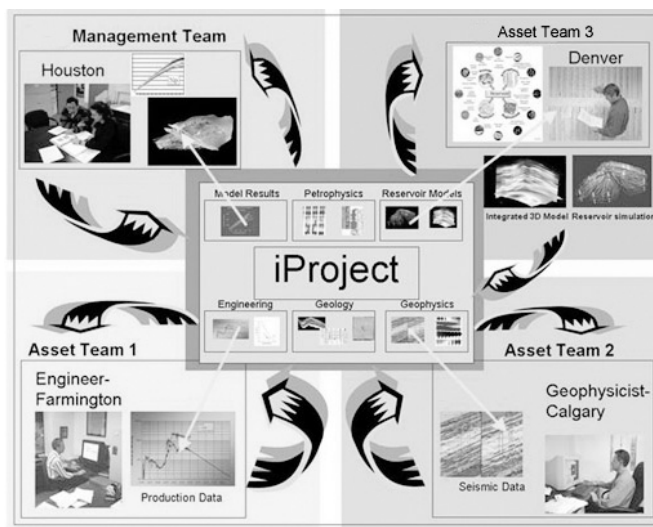 Management Team
Houston
Asset Team 3
Denver
Integrated 3D Model
Reservoir simulation
Model Results
Petrophysics
Reservoir Models
iProject
Engineering
Geology
Geophysics
Asset Team 1
Engineer-
Farmington
Production Data
Asset Team 2
Geophysicist-
Calgary
Seismic Data